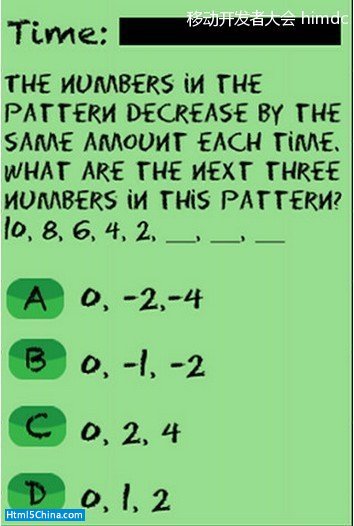 移动开发者大会 himdc
Time:
THE NUMBERS IN THE
PATTERN DECREASE BY THE
SAME AMOUNT EACH TIME.
WHAT ARE THE NEXT THREE
NUMBERS IN THIS PATTERN?
10, 8, 6, 4, 2, __, __, __
A 0, -2,-4
B 0, -1, -2
C 0, 2, 4
D 0, 1, 2
Html5China.com